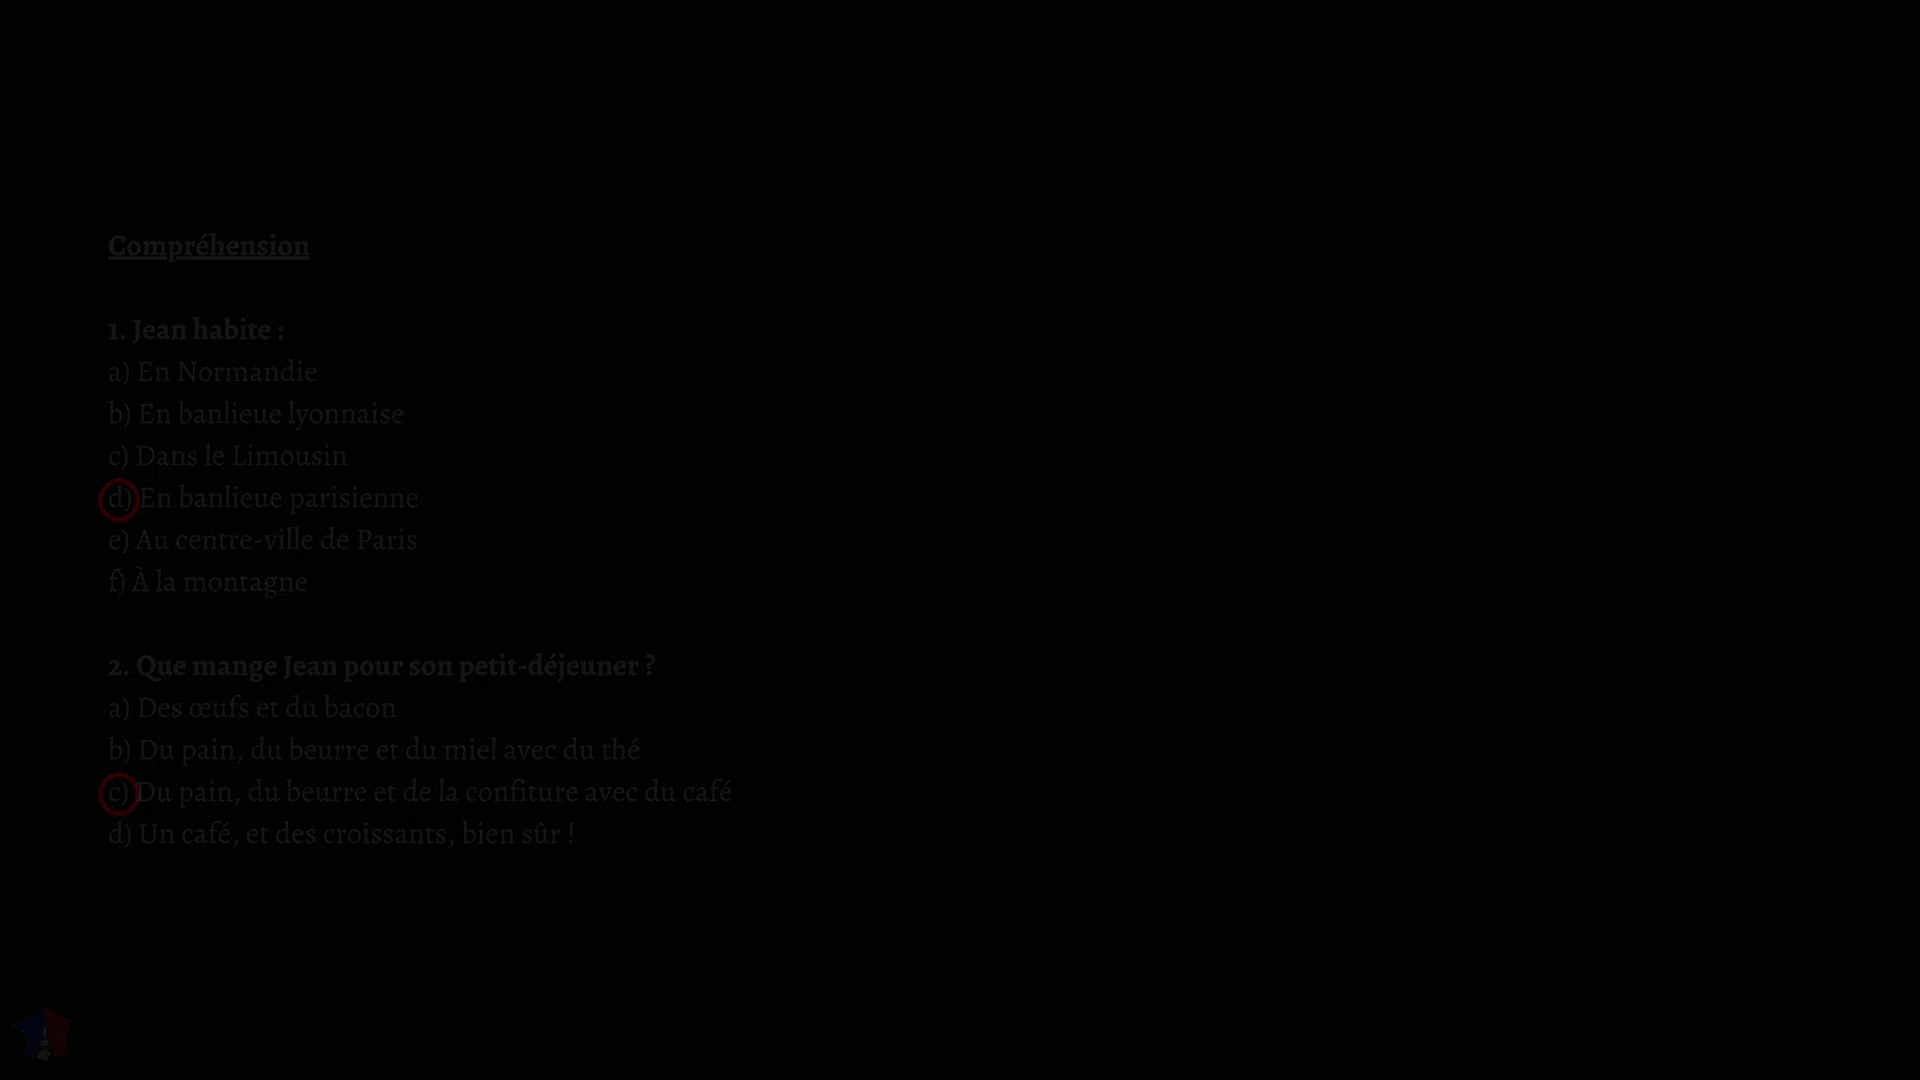 Compréhension
1. Jean habite :
a) En Normandie
b) En banlieue lyonnaise
c) Dans le Limousin
d) En banlieue parisienne
e) Au centre-ville de Paris
f) À la montagne
2. Que mange Jean pour son petit-déjeuner ?
a) Des œufs et du bacon
b) Du pain, du beurre et du miel avec du thé
c) Du pain, du beurre et de la confiture avec du café
d) Un café, et des croissants, bien sûr !